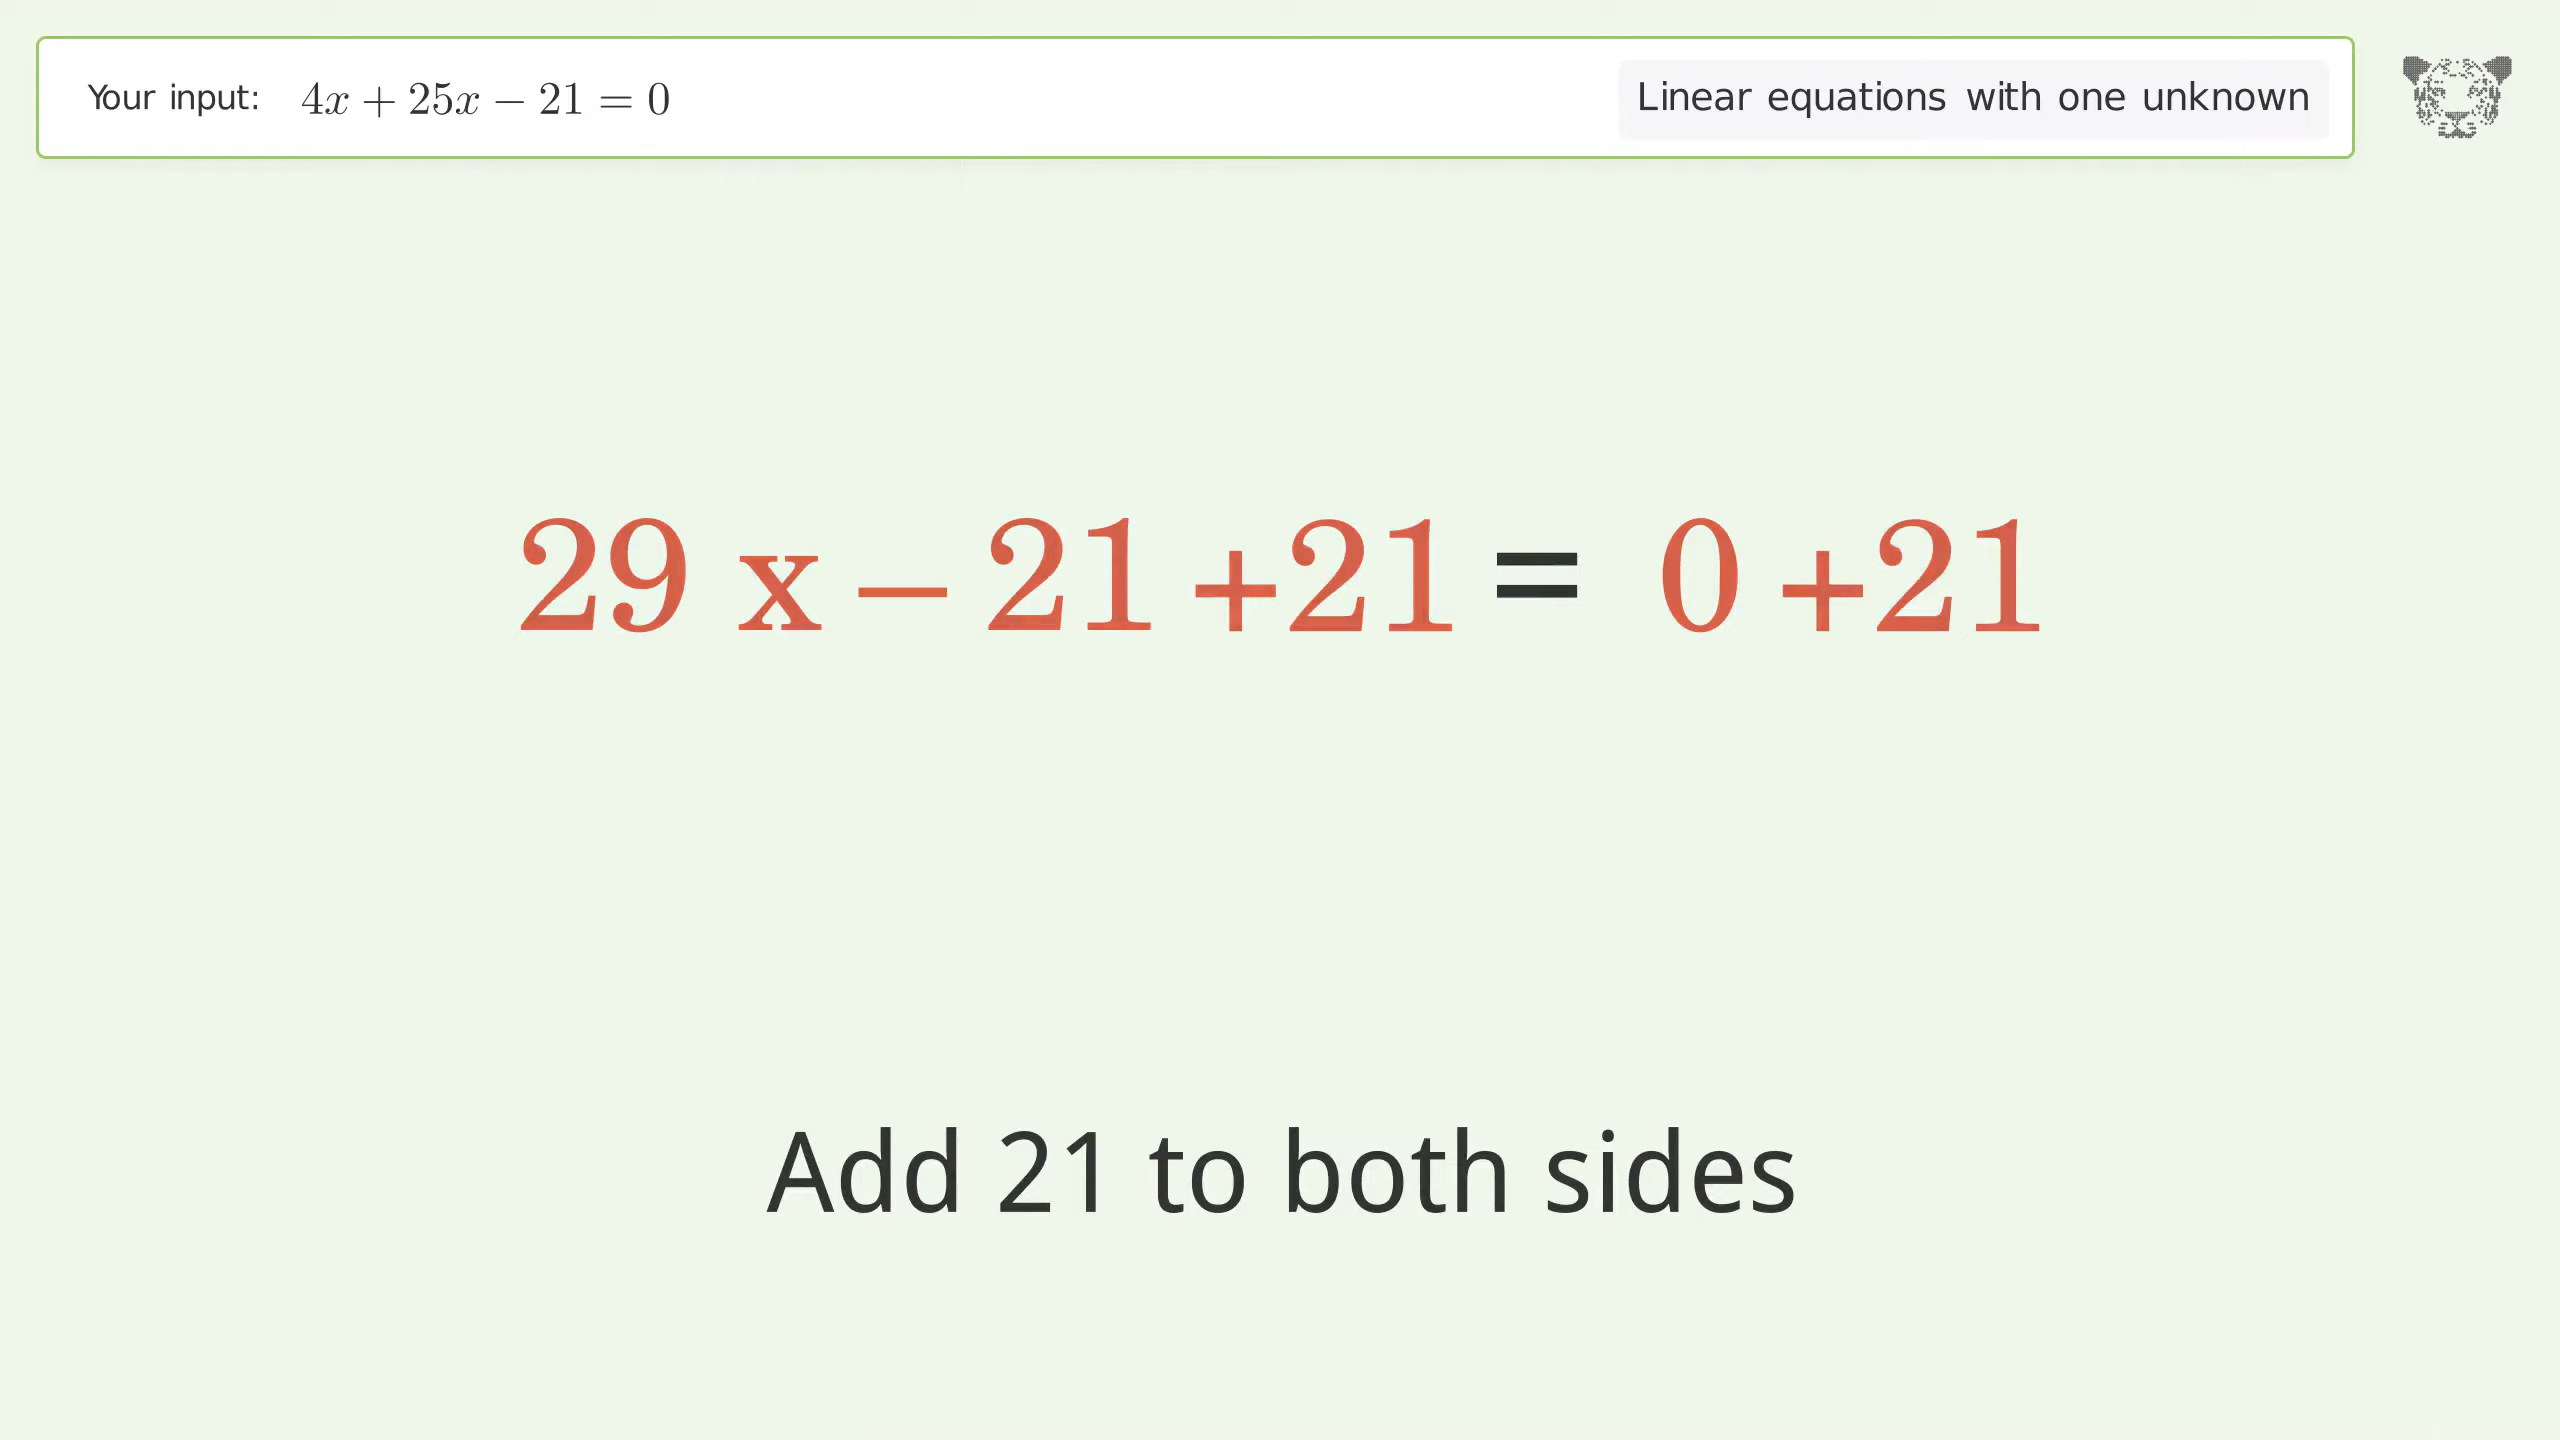 Your input: 4x + 25x − 21 = 0 Linear equations with one unknown
29 x − 21 +21 = 0 +21
Add 21 to both sides